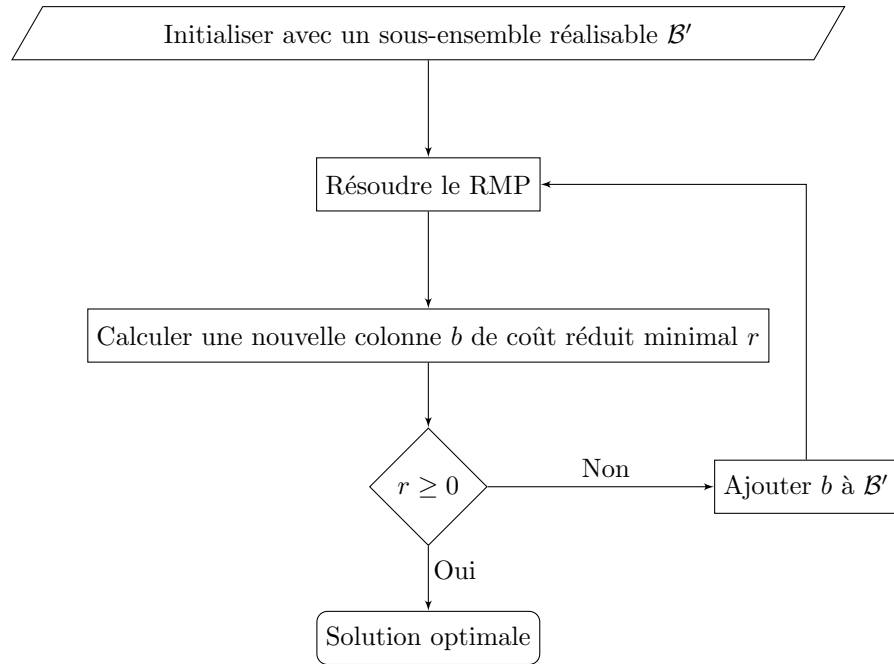 Initialiser avec un sous-ensemble réalisable ℬ′
Résoudre le RMP
Calculer une nouvelle colonne b de coût réduit minimal r
r ≥ 0
Non
Ajouter b à ℬ′
Oui
Solution optimale